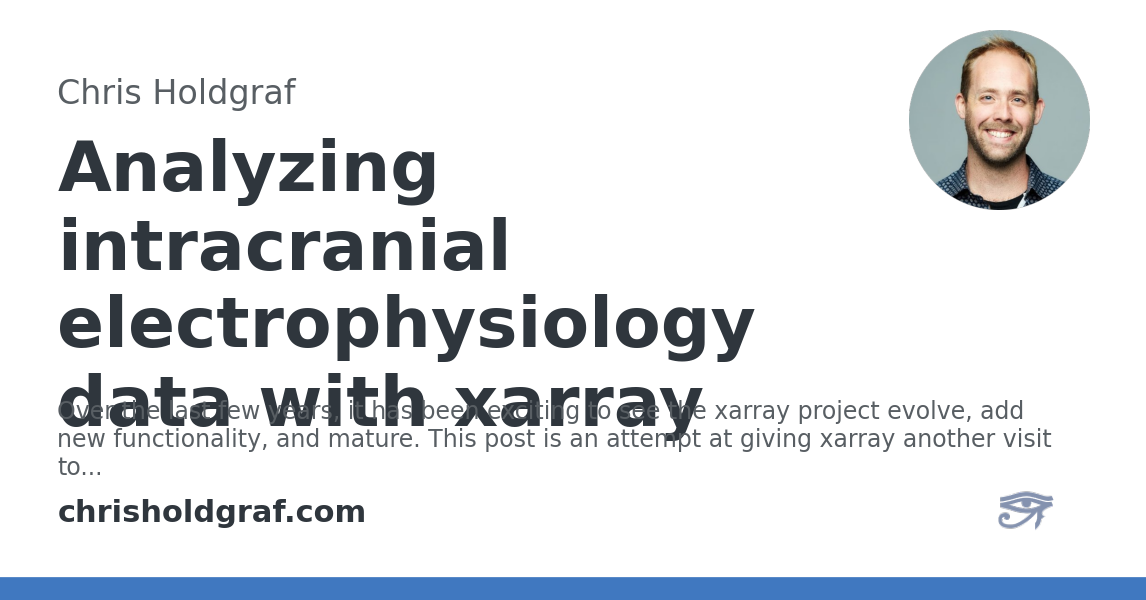 Chris Holdgraf
Analyzing
intracranial
electrophysiology
data with xarray
Over the last few years, it has been exciting to see the xarray project evolve, add
new functionality, and mature. This post is an attempt at giving xarray another visit
to...
chrisholdgraf.com